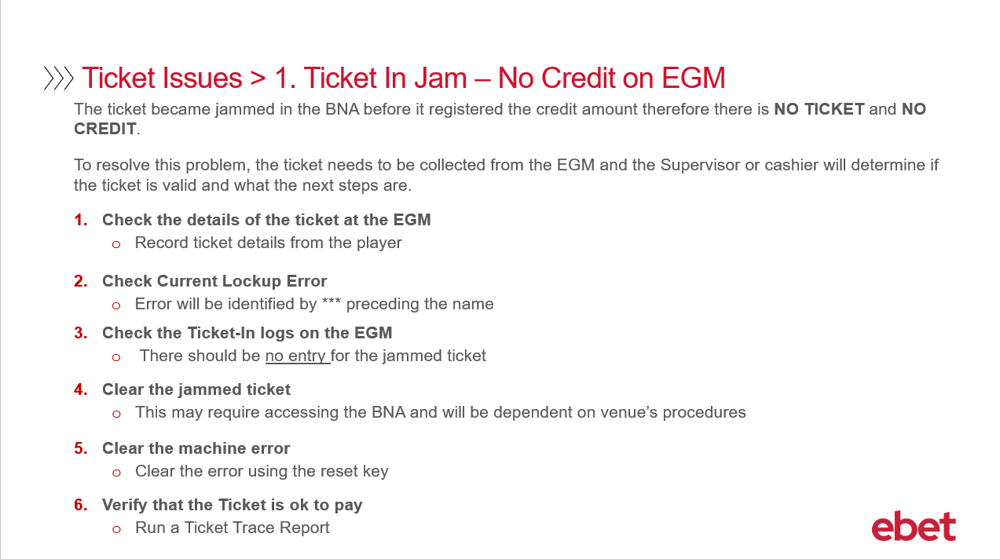 Ticket Issues > 1. Ticket In Jam – No Credit on EGM
The ticket became jammed in the BNA before it registered the credit amount therefore there is NO TICKET and NO
CREDIT.
To resolve this problem, the ticket needs to be collected from the EGM and the Supervisor or cashier will determine if
the ticket is valid and what the next steps are.
1. Check the details of the ticket at the EGM
o Record ticket details from the player
2. Check Current Lockup Error
o Error will be identified by *** preceding the name
3. Check the Ticket-In logs on the EGM
o There should be no entry for the jammed ticket
4. Clear the jammed ticket
o This may require accessing the BNA and will be dependent on venue’s procedures
5. Clear the machine error
o Clear the error using the reset key
6. Verify that the Ticket is ok to pay
o Run a Ticket Trace Report
ebet